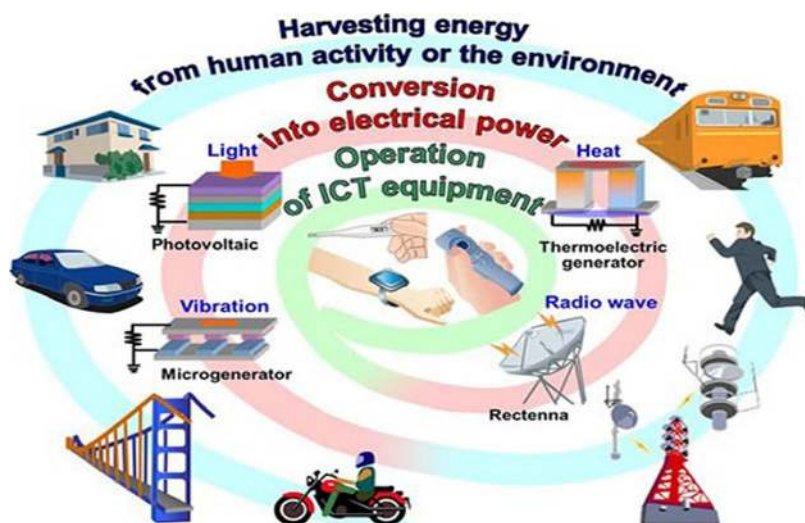 Harvesting energy
from human activity or the environment
Conversion
into electrical power
Operation
of ICT equipment
Light
Photovoltaic
Heat
Thermoelectric
generator
Vibration
Microgenerator
Radio wave
Rectenna